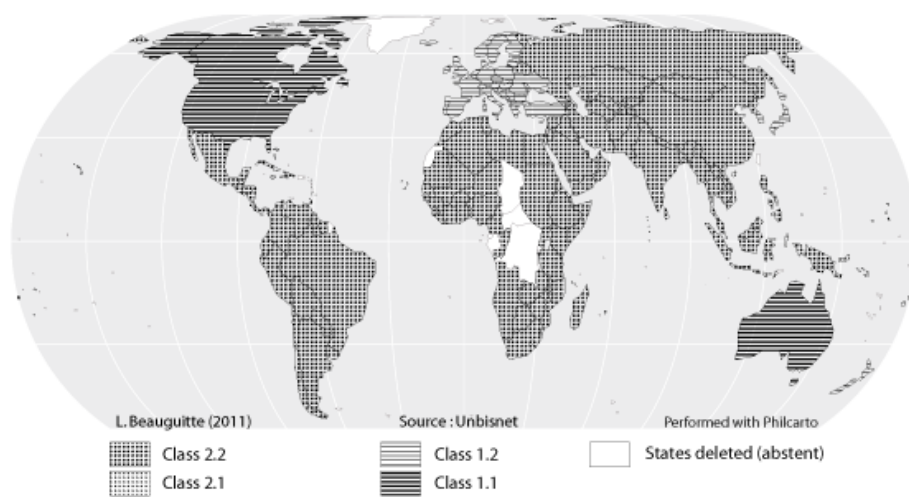 L. Beauguitte (2011) Source : Unbisnet Performed with Philcarto
Class 2.2 Class 1.2 States deleted (abstent)
Class 2.1 Class 1.1